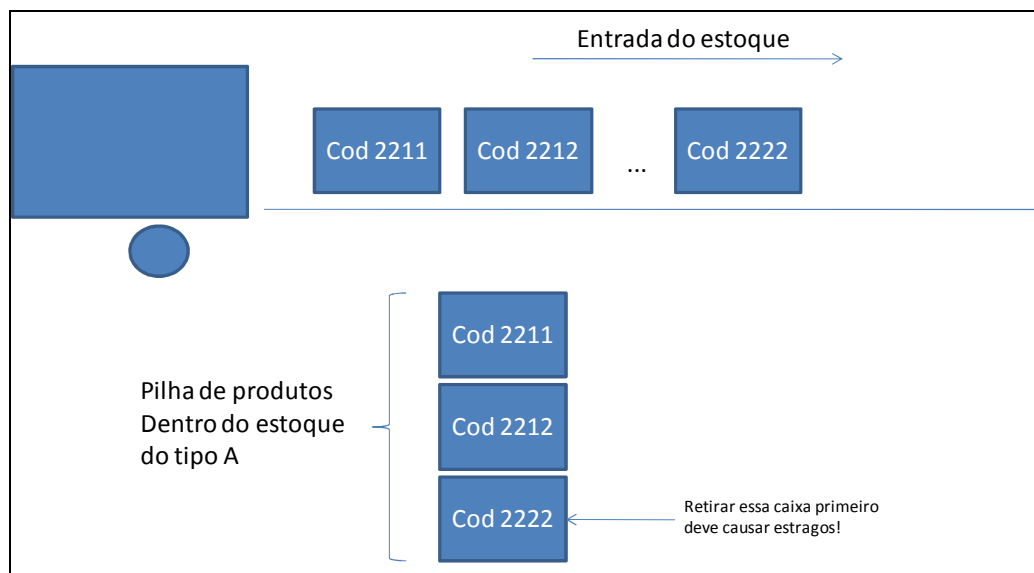 Entrada do estoque
Cod 2211
Cod 2212
...
Cod 2222
Cod 2211
Pilha de produtos
Dentro do estoque
do tipo A
Cod 2212
Cod 2222
Retirar essa caixa primeiro
deve causar estragos!